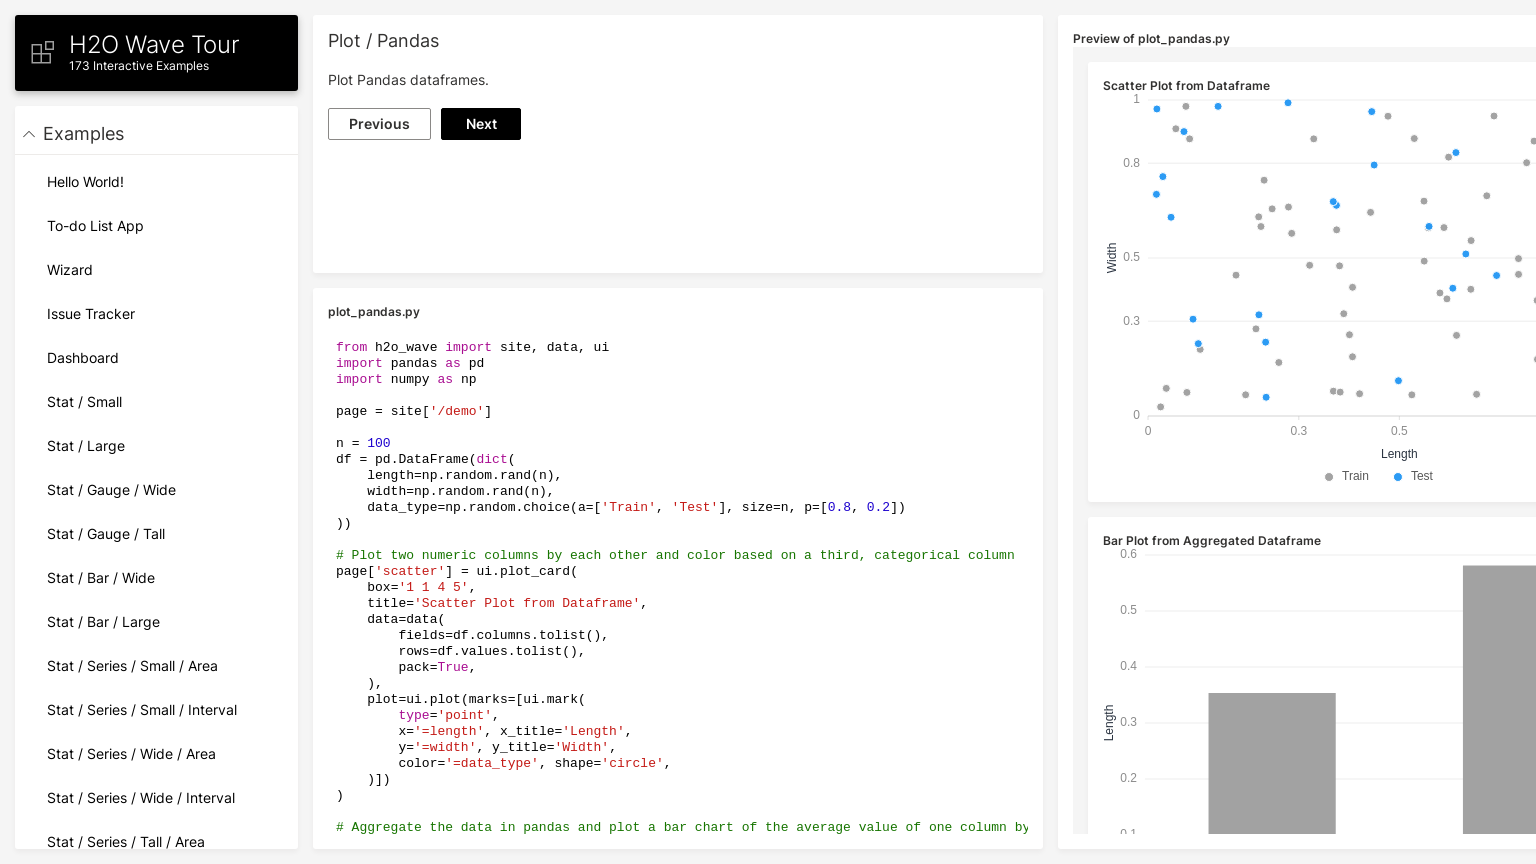 H2O Wave Tour
173 Interactive Examples
Examples
Hello World!
To-do List App
Wizard
Issue Tracker
Dashboard
Stat / Small
Stat / Large
Stat / Gauge / Wide
Stat / Gauge / Tall
Stat / Bar / Wide
Stat / Bar / Large
Stat / Series / Small / Area
Stat / Series / Small / Interval
Stat / Series / Wide / Area
Stat / Series / Wide / Interval
Stat / Series / Tall / Area
Plot / Pandas
Plot Pandas dataframes.
Previous
Next
plot_pandas.py
from h2o_wave import site, data, ui
import pandas as pd
import numpy as np
page = site['/demo']
n = 100
df = pd.DataFrame(dict(
    length=np.random.rand(n),
    width=np.random.rand(n),
    data_type=np.random.choice(a=['Train', 'Test'], size=n, p=[0.8, 0.2])
))
# Plot two numeric columns by each other and color based on a third, categorical column
page['scatter'] = ui.plot_card(
    box='1 1 4 5',
    title='Scatter Plot from Dataframe',
    data=data(
        fields=df.columns.tolist(),
        rows=df.values.tolist(),
        pack=True,
    ),
    plot=ui.plot(marks=[ui.mark(
        type='point',
        x='=length', x_title='Length',
        y='=width', y_title='Width',
        color='=data_type', shape='circle',
    )])
)
# Aggregate the data in pandas and plot a bar chart of the average value of one column by
Preview of plot_pandas.py
Scatter Plot from Dataframe
1
0.8
0.5
0.3
0
Width
0
0.3
0.5
Length
Train
Test
Bar Plot from Aggregated Dataframe
0.6
0.5
0.4
0.3
0.2
0.1
Length